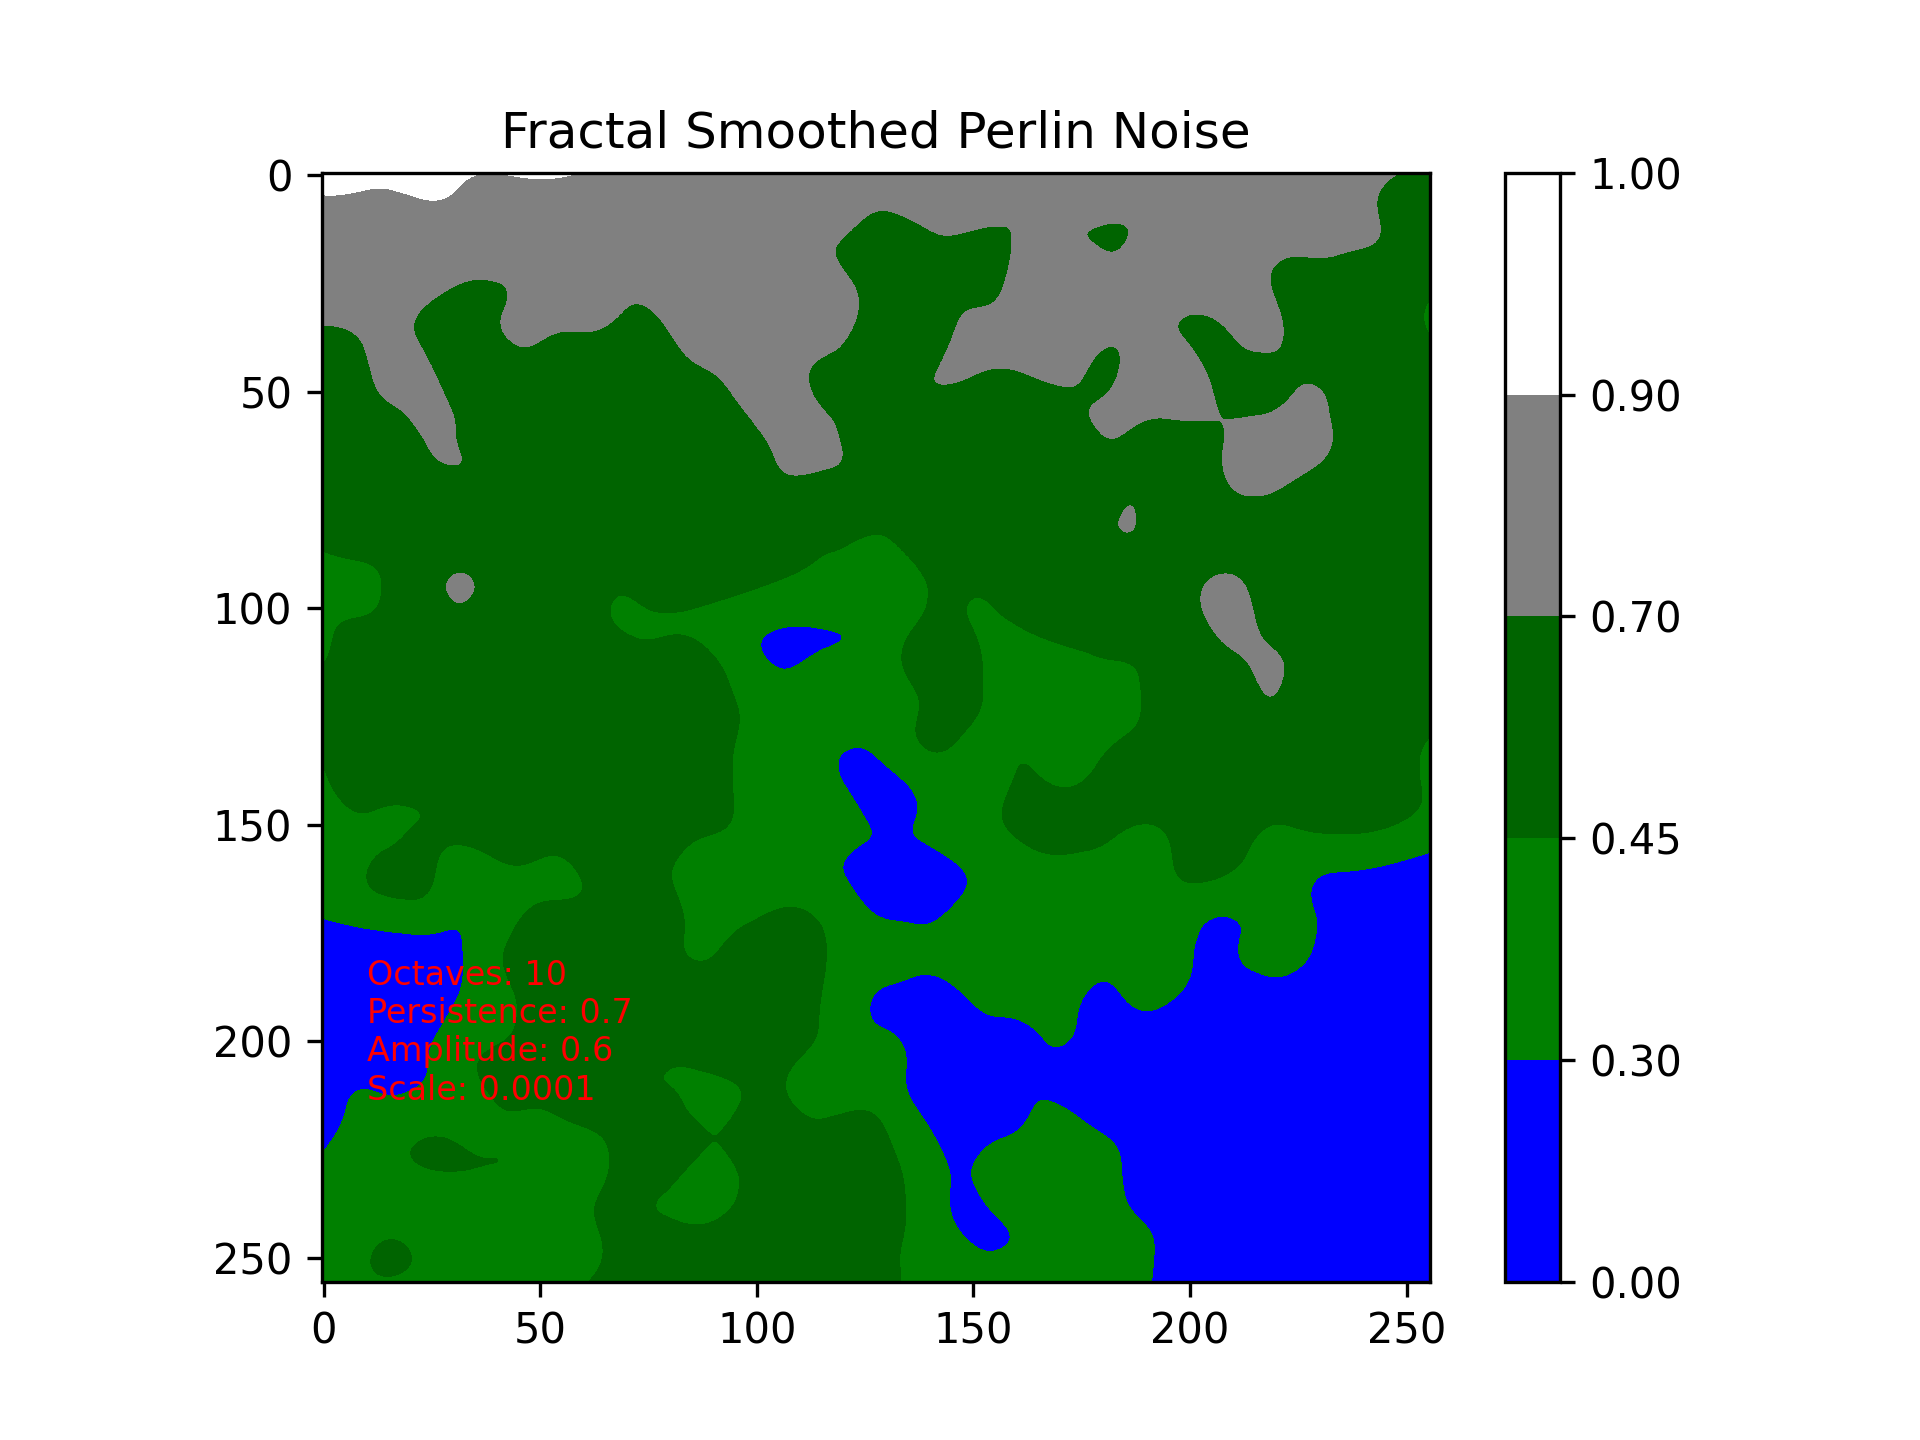 Fractal Smoothed Perlin Noise
0
50
100
150
200
250
Octaves: 10
Persistence: 0.7
Amplitude: 0.6
Scale: 0.0001
0 50 100 150 200 250
1.00
0.90
0.70
0.45
0.30
0.00